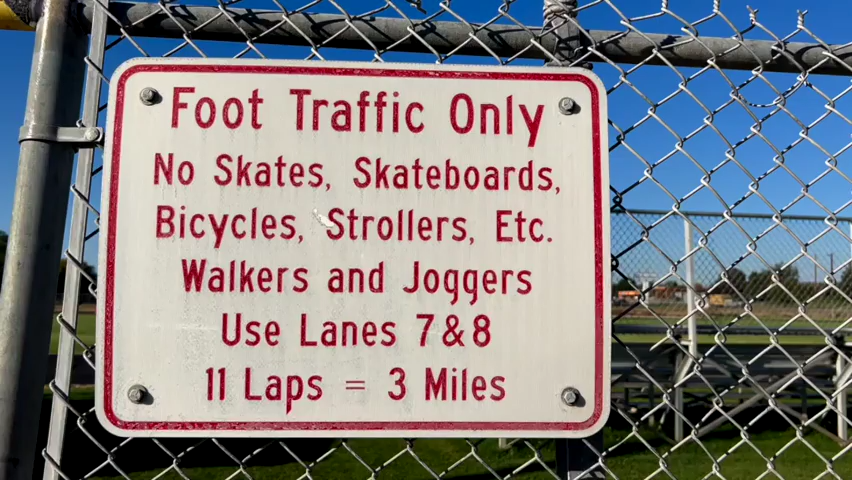 Foot Traffic Only
No Skates, Skateboards,
Bicycles, Strollers, Etc.
Walkers and Joggers
Use Lanes 7&8
11 Laps = 3 Miles